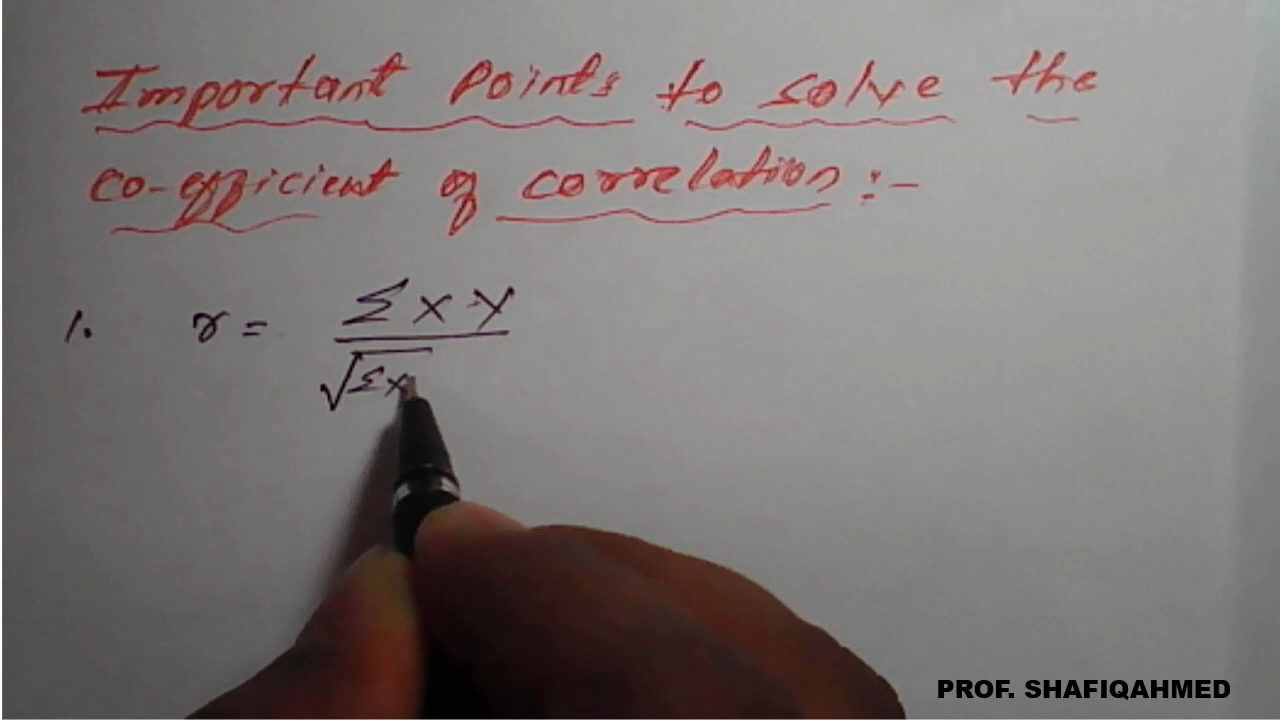 Important Points to solve the
co-efficient of correlation :-
1. r = ΣXY
√ΣX
PROF. SHAFIQAHMED